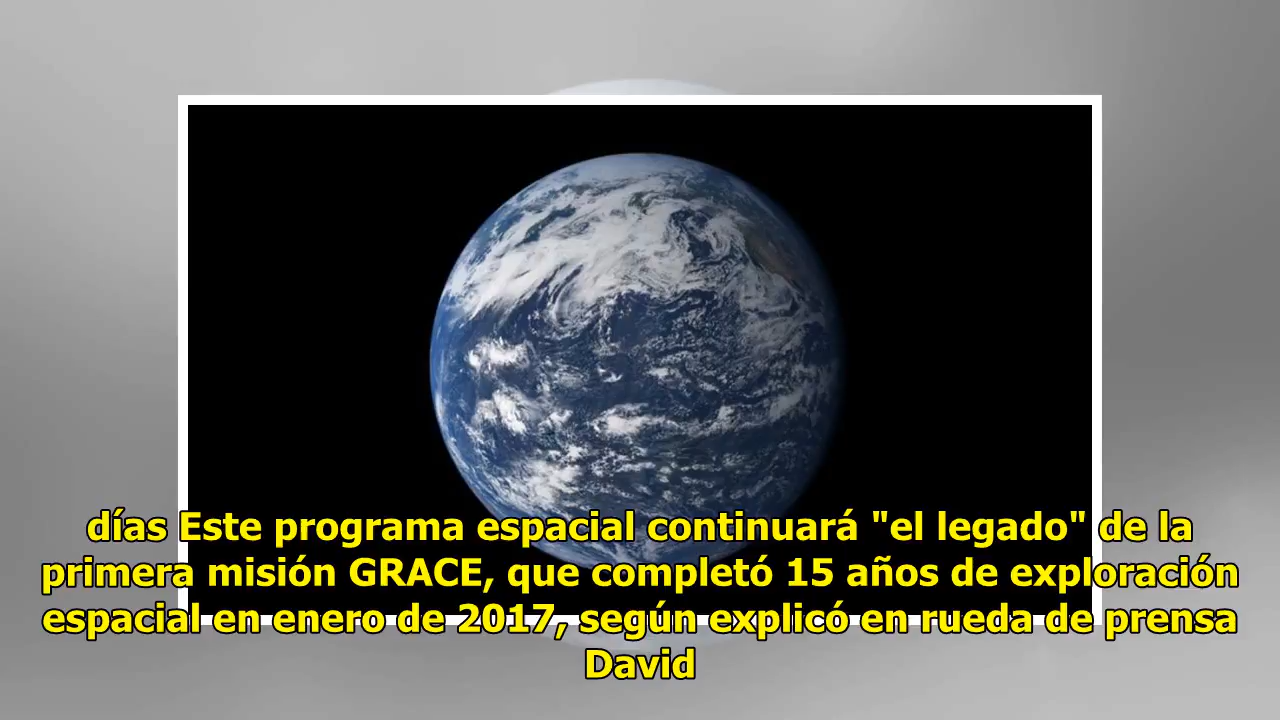 días Este programa espacial continuará "el legado" de la
primera misión GRACE, que completó 15 años de exploración
espacial en enero de 2017, según explicó en rueda de prensa
David